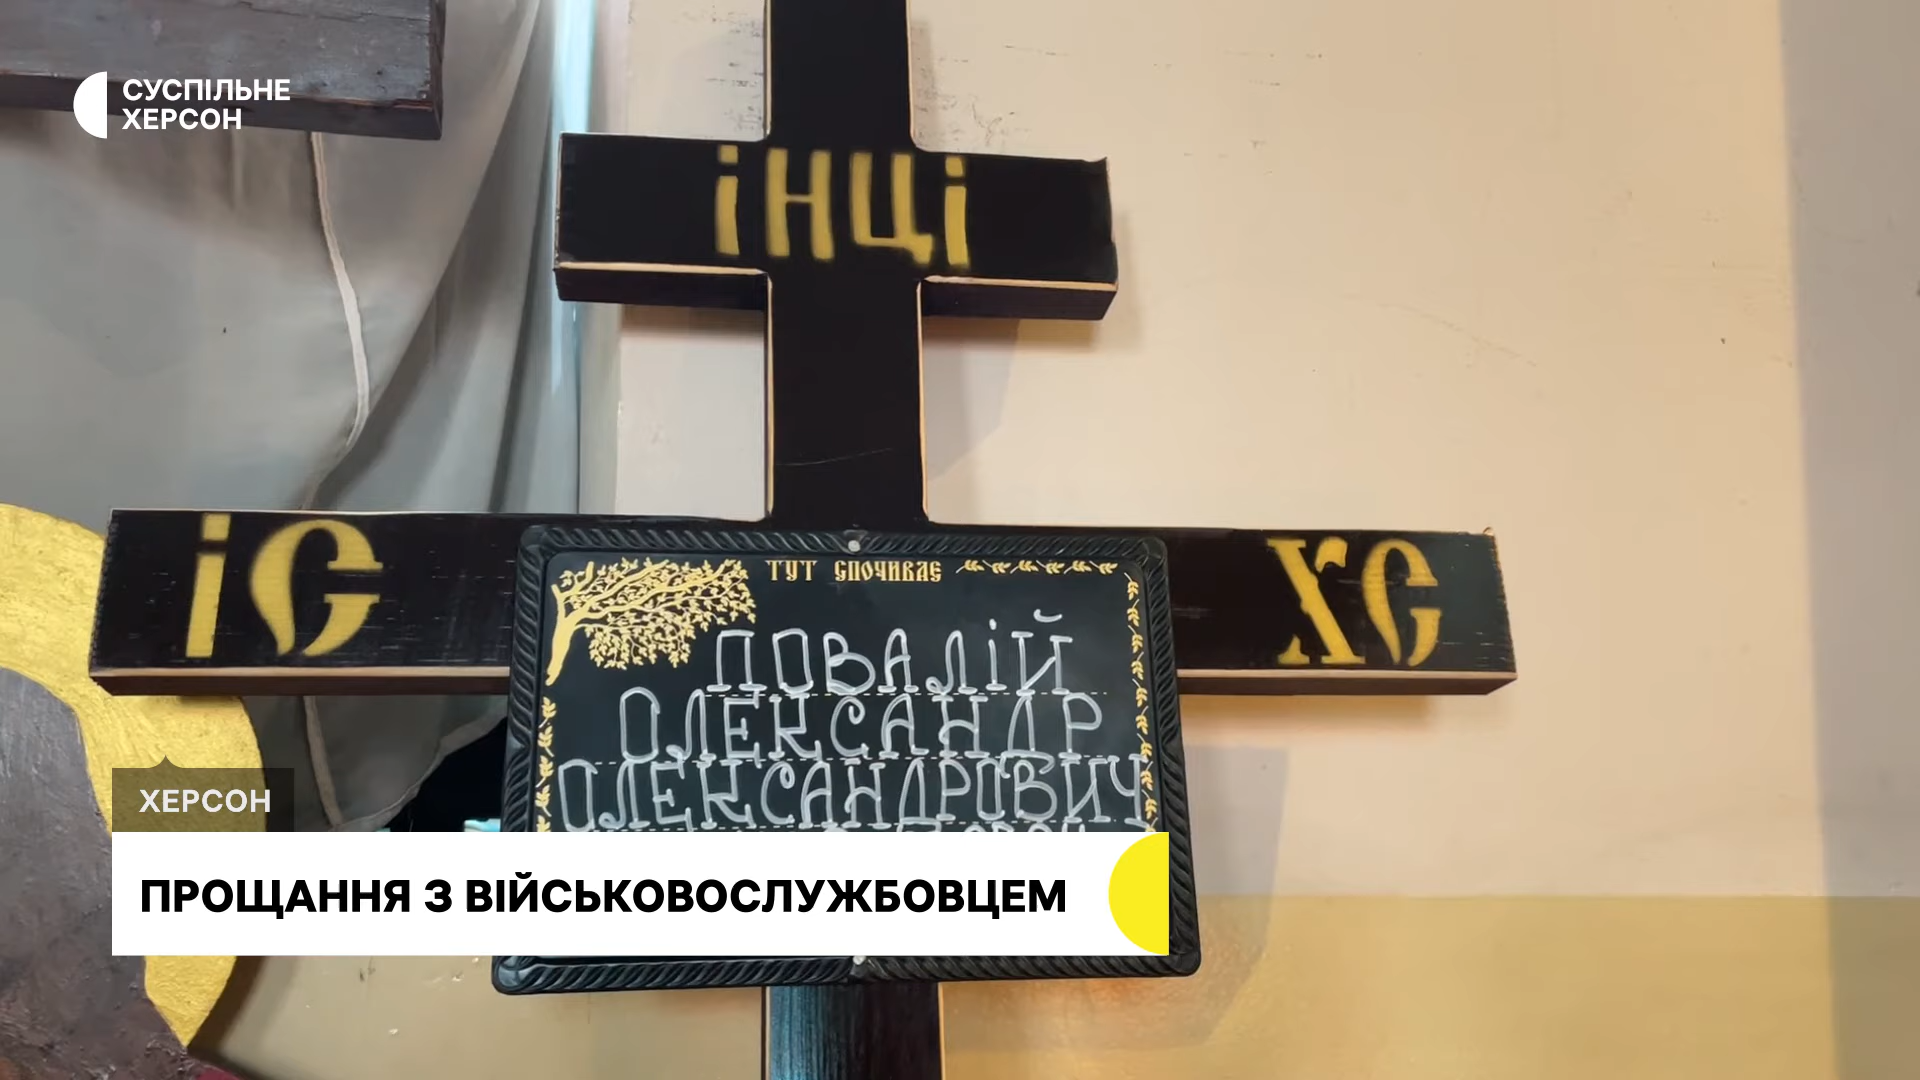 СУСПІЛЬНЕ
ХЕРСОН
ІНЦІ
ІС ХС
ТУТ СПОЧИВАЄ
ПОВАЛІЙ
ОЛЕКСАНДР
ОЛЕКСАНДРОВИЧ
ХЕРСОН
ПРОЩАННЯ З ВІЙСЬКОВОСЛУЖБОВЦЕМ